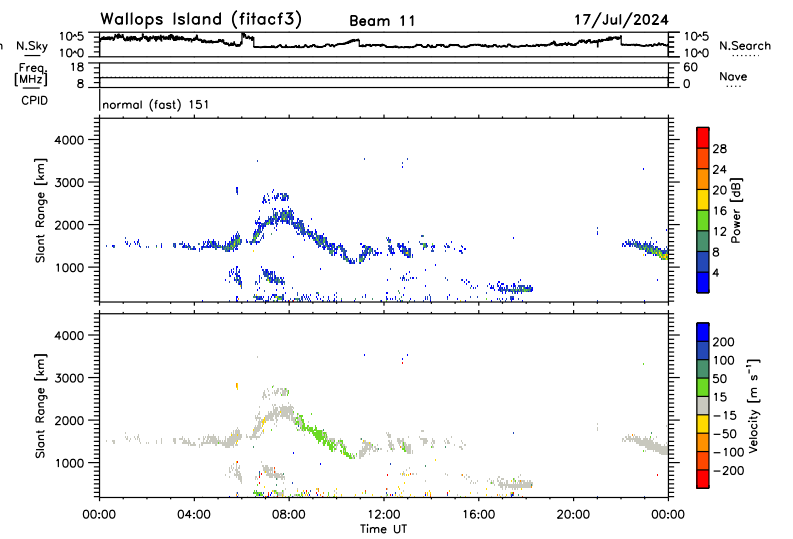 Wallops Island (fitacf3) Beam 11 17/Jul/2024
n N.Sky 10^5 10^0 10^5 10^0 N.Search
Freq. [MHz] 18 8 60 0 Nave
CPID normal (fast) 151
Slant Range [km] 4000 3000 2000 1000
Power [dB] 28 24 20 16 12 8 4
Slant Range [km] 4000 3000 2000 1000
Velocity [m s⁻¹] 200 100 50 15 −15 −50 −100 −200
00:00 04:00 08:00 12:00 16:00 20:00 00:00
Time UT